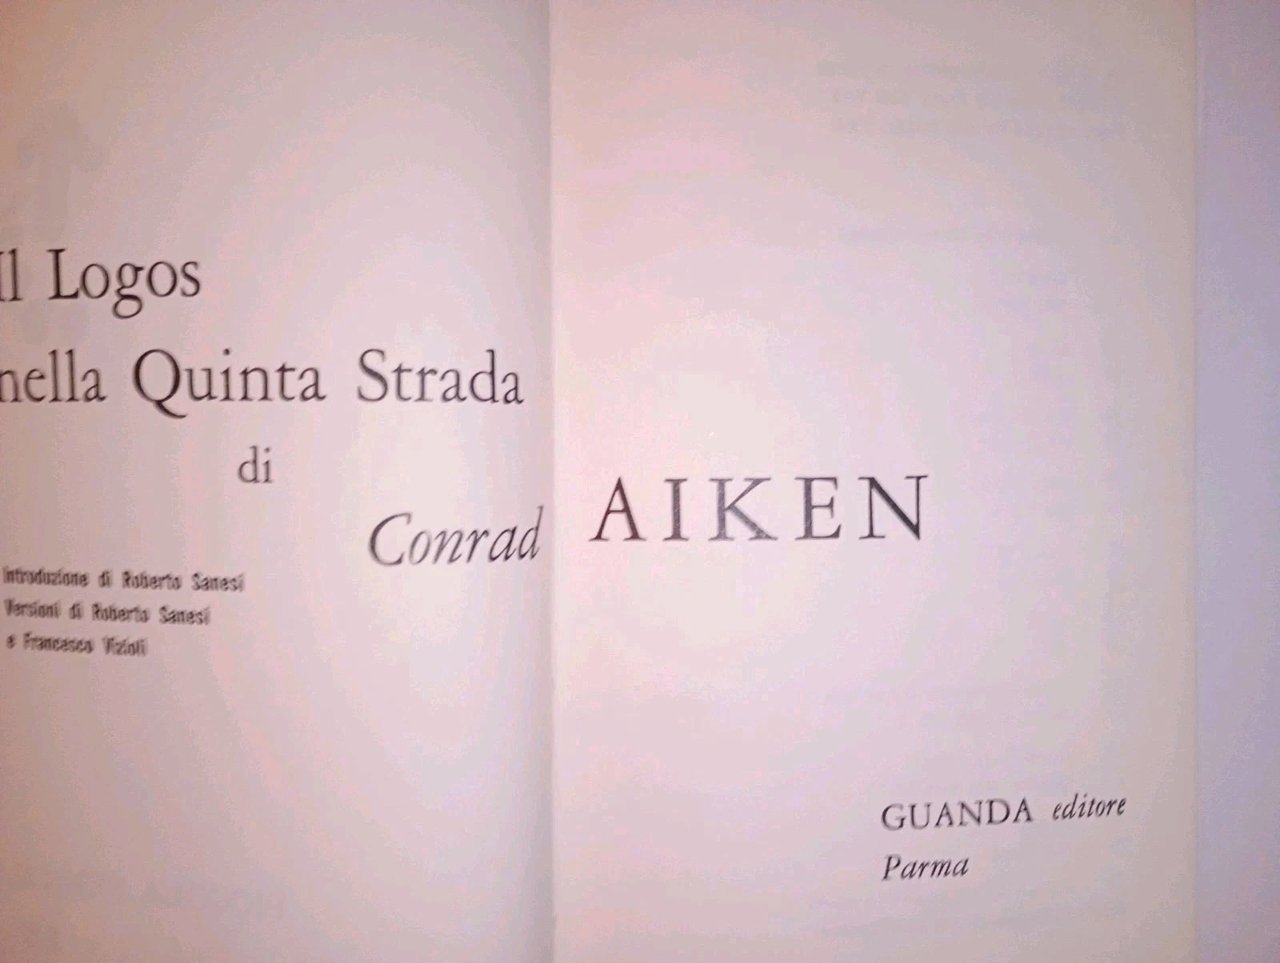 Il Logos
nella Quinta Strada
di
Conrad AIKEN
Introduzione di Roberto Sanesi
Versioni di Roberto Sanesi
e Francesco Vizioli
GUANDA editore
Parma